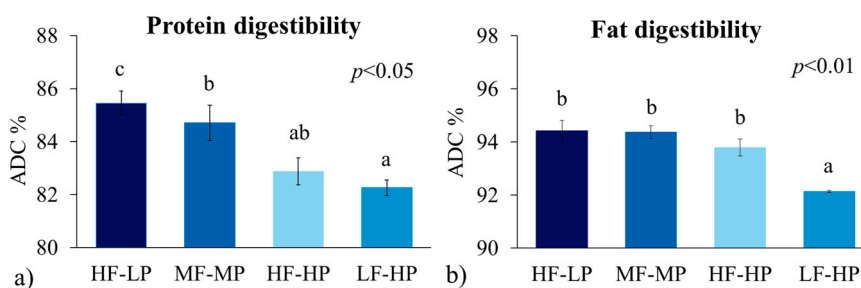 Protein digestibility
88
86
84
82
80
ADC %
c
b
ab
a
p<0.05
HF-LP MF-MP HF-HP LF-HP
a)
Fat digestibility
98
96
94
92
90
ADC %
b
b
b
a
p<0.01
HF-LP MF-MP HF-HP LF-HP
b)